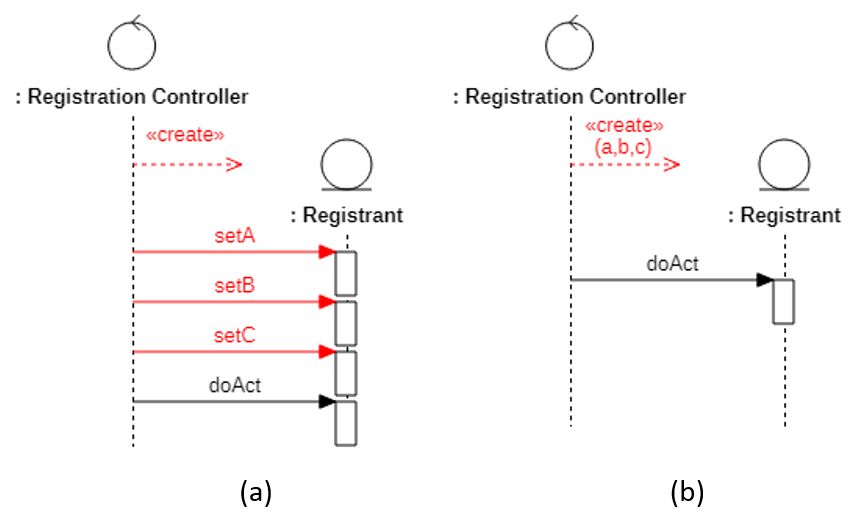 : Registration Controller
«create»
: Registrant
setA
setB
setC
doAct
(a)
: Registration Controller
«create»
(a,b,c)
: Registrant
doAct
(b)